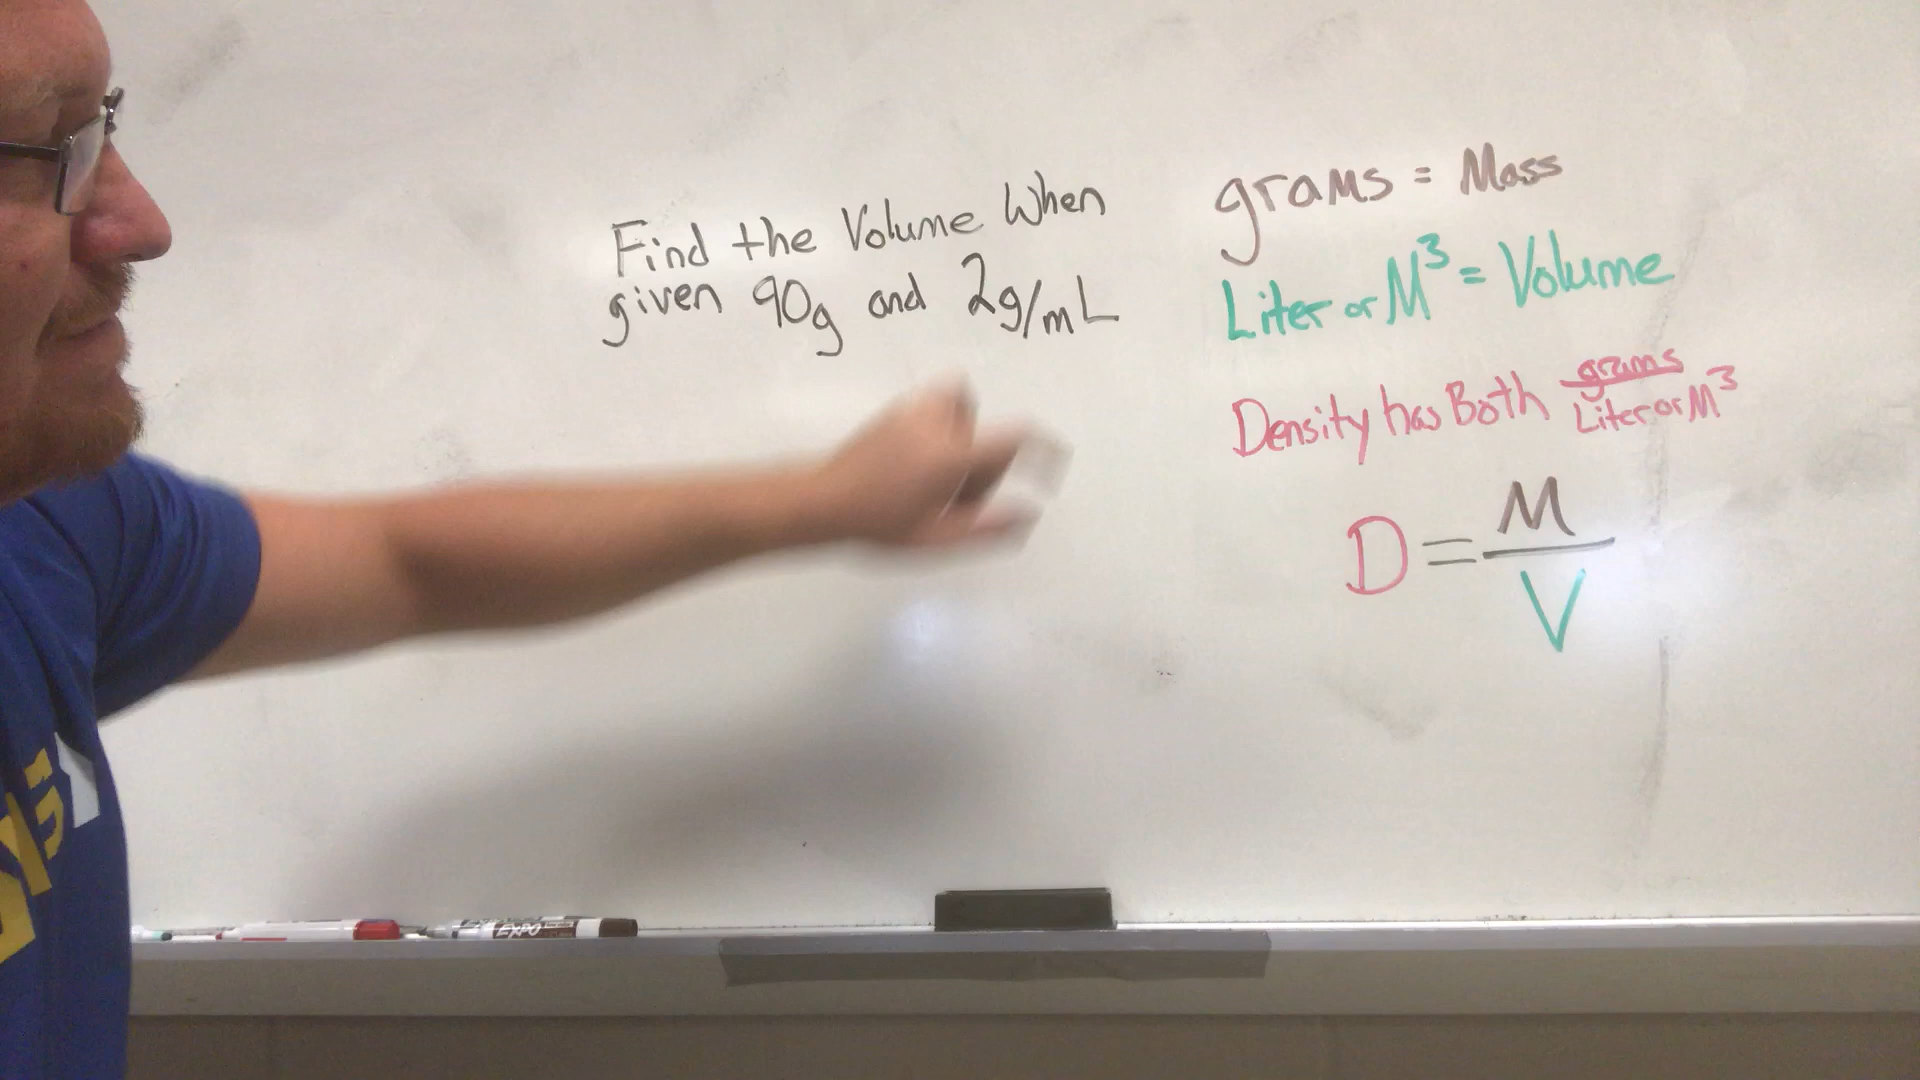 Find the Volume When
given 90g and 2g/mL
grams = Mass
Liter or M³ = Volume
Density has Both grams
Liter or M³
D = M
V
EXPO